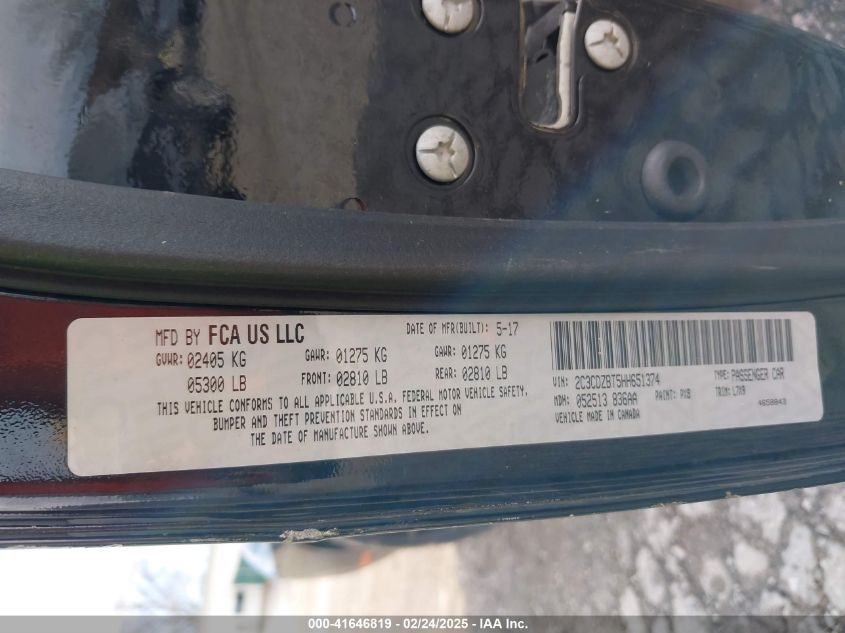 MFD BY FCA US LLC
DATE OF MFR(BUILT): 5-17
GVWR: 02405 KG
GAWR: 01275 KG
GAWR: 01275 KG
05300 LB
FRONT: 02810 LB
REAR: 02810 LB
THIS VEHICLE CONFORMS TO ALL APPLICABLE U.S.A. FEDERAL MOTOR VEHICLE SAFETY,
BUMPER AND THEFT PREVENTION STANDARDS IN EFFECT ON
THE DATE OF MANUFACTURE SHOWN ABOVE.
VIN: 2C3CDZBT5HH651374
TYPE: PASSENGER CAR
MDH: 052513 836AA
PAINT: PX8
TRIM: L7X9
VEHICLE MADE IN CANADA
4658843
000-41646819 - 02/24/2025 - IAAI Inc.